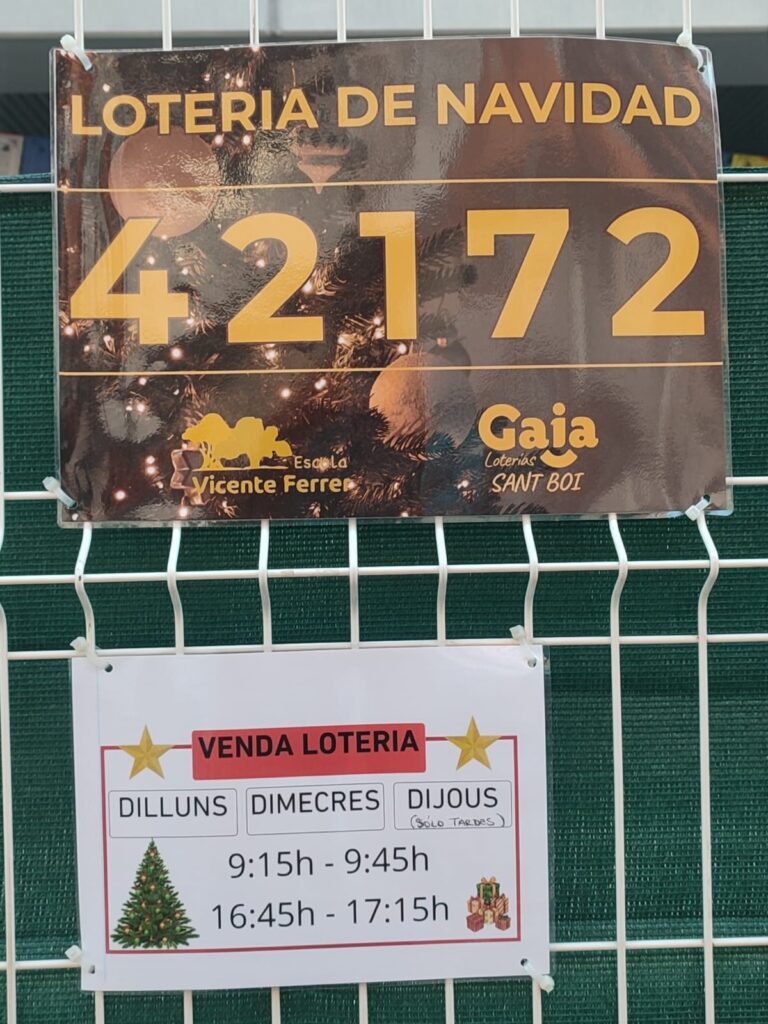 LOTERIA DE NAVIDAD
42172
Escola
Vicente Ferrer
Gaja
Loterías
SANT BOI
VENDA LOTERIA
DILLUNS DIMECRES DIJOUS
(SÓLO TARDES)
9:15h - 9:45h
16:45h - 17:15h